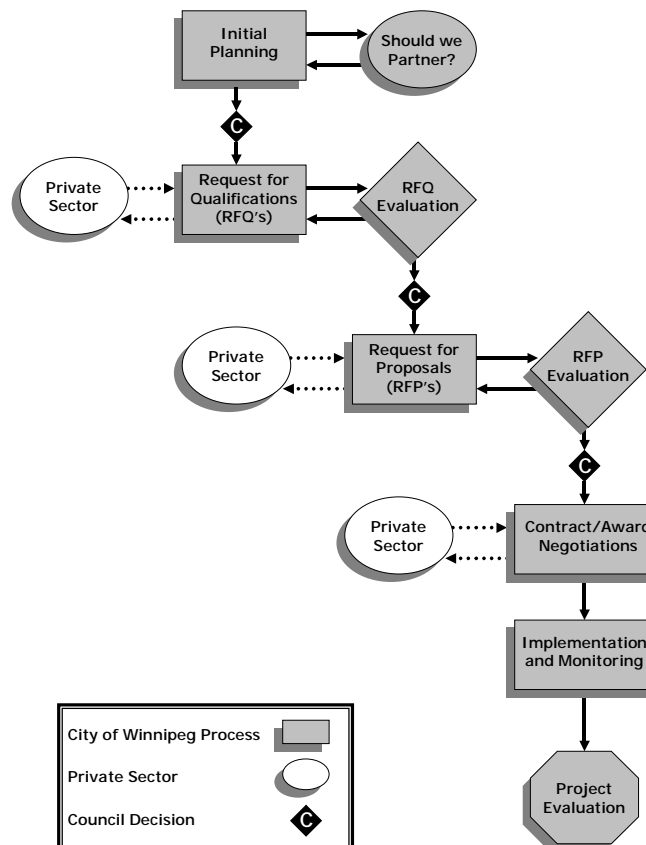 Initial
Planning
Should we
Partner?
C
Private
Sector
Request for
Qualifications
(RFQ's)
RFQ
Evaluation
C
Private
Sector
Request for
Proposals
(RFP's)
RFP
Evaluation
C
Private
Sector
Contract/Award
Negotiations
Implementation
and Monitoring
Project
Evaluation
City of Winnipeg Process
Private Sector
Council Decision
C